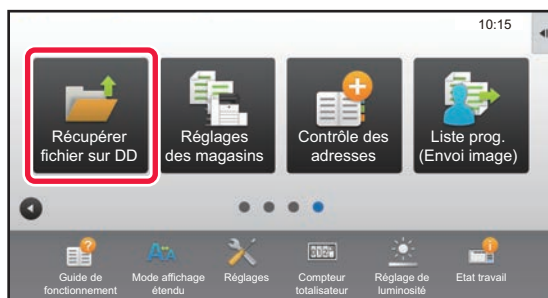 10:15
Récupérer
fichier sur DD
Réglages
des magasins
Contrôle des
adresses
Liste prog.
(Envoi image)
Guide de
fonctionnement
Mode affichage
étendu
Réglages
Compteur
totalisateur
Réglage de
luminosité
Etat travail